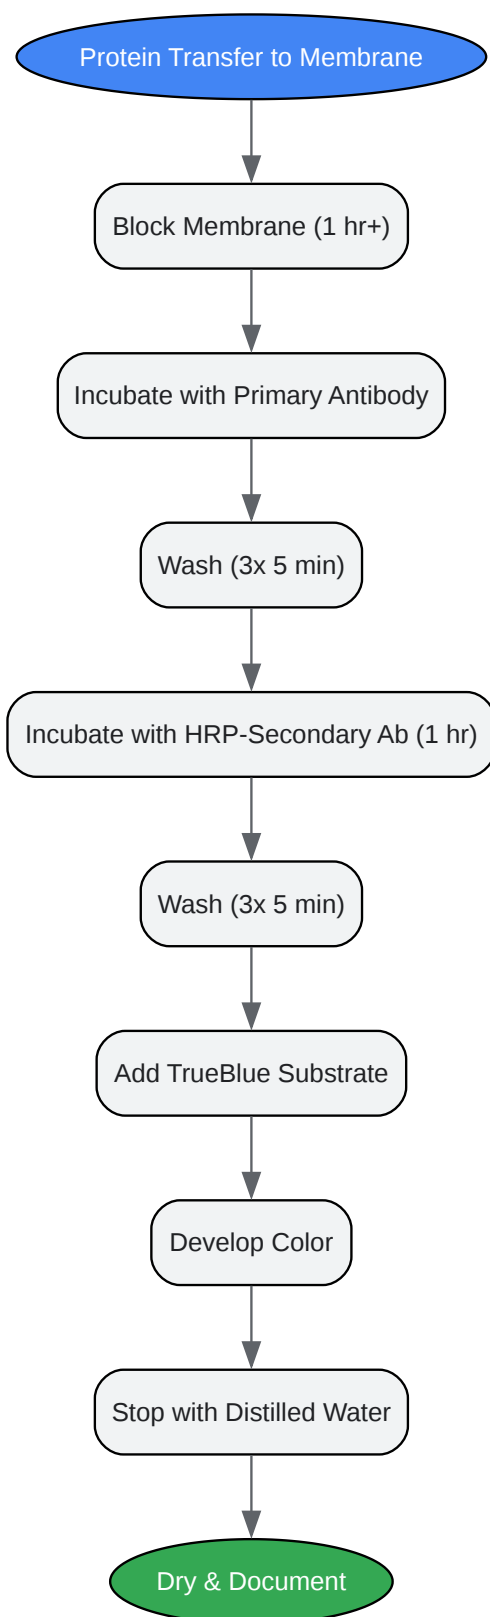 Protein Transfer to Membrane
Block Membrane (1 hr+)
Incubate with Primary Antibody
Wash (3x 5 min)
Incubate with HRP-Secondary Ab (1 hr)
Wash (3x 5 min)
Add TrueBlue Substrate
Develop Color
Stop with Distilled Water
Dry & Document